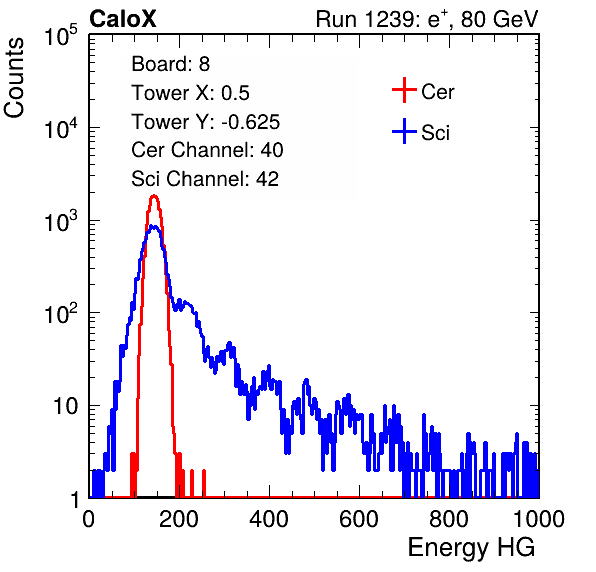 CaloX Run 1239: e⁺, 80 GeV
Counts
Board: 8
Tower X: 0.5
Tower Y: -0.625
Cer Channel: 40
Sci Channel: 42
Cer
Sci
10⁵
10⁴
10³
10²
10
1
0 200 400 600 800 1000
Energy HG